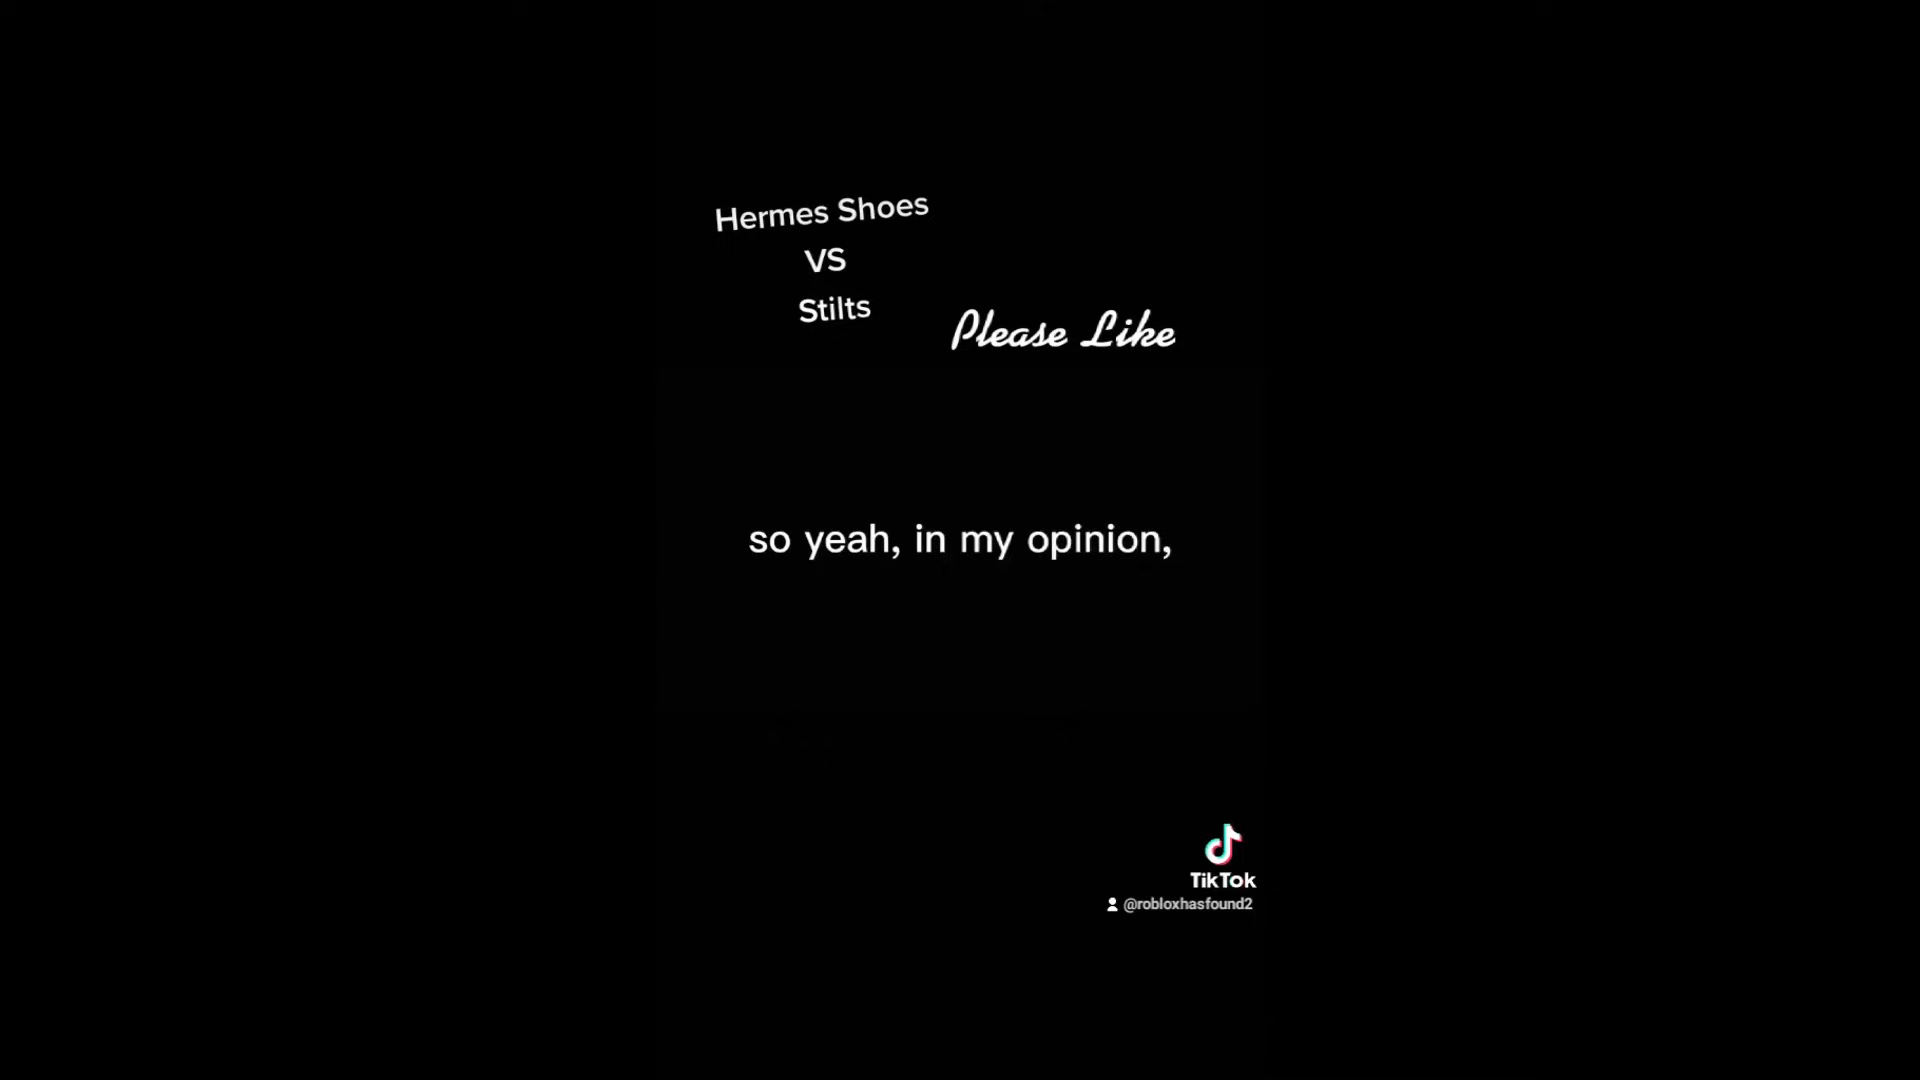 Hermes Shoes
VS
Stilts
Please Like
so yeah, in my opinion,
TikTok
@robloxhasfound2